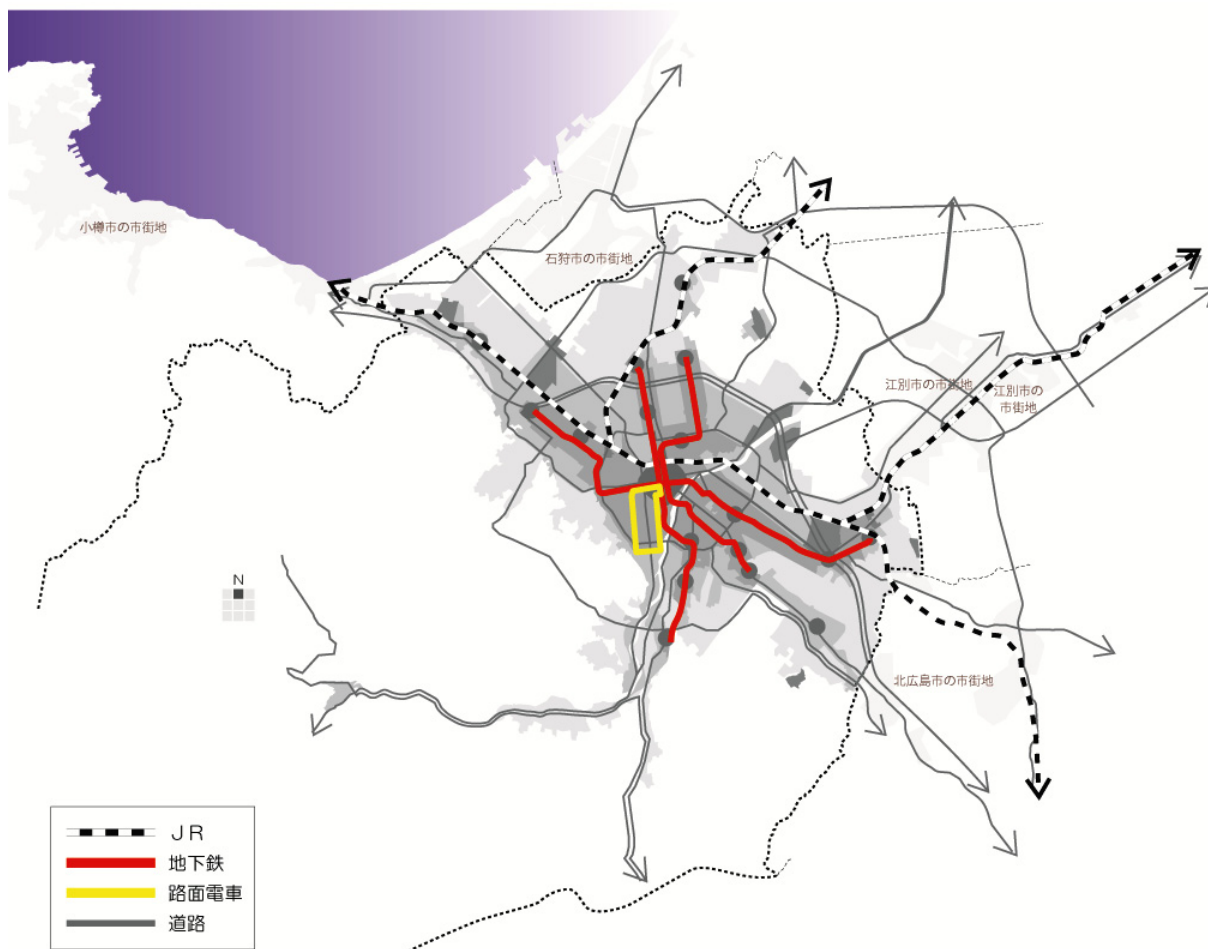 小樽市の市街地
石狩市の市街地
江別市の市街地
江別市の
市街地
N
北広島市の市街地
JR
地下鉄
路面電車
道路